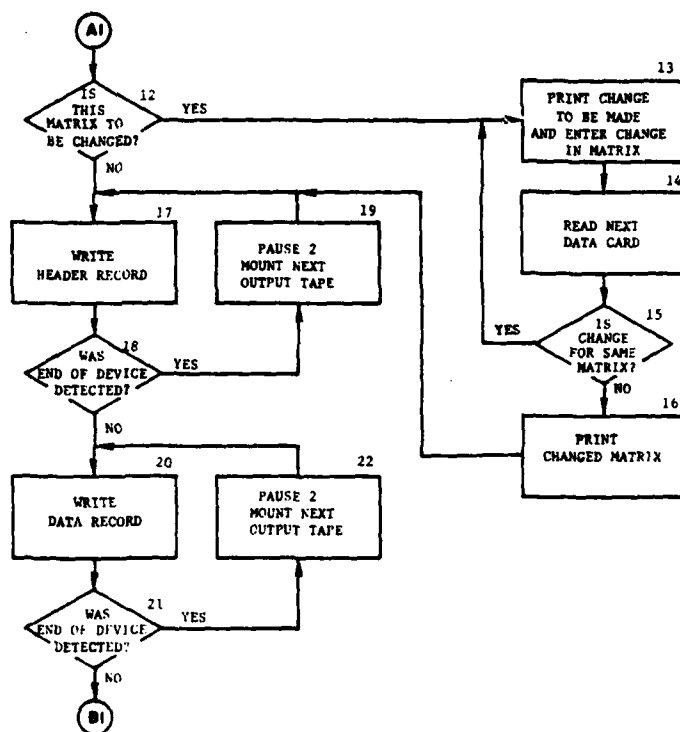 A1
12
IS
THIS
MATRIX TO
BE CHANGED?
YES
NO
13
PRINT CHANGE
TO BE MADE
AND ENTER CHANGE
IN MATRIX
14
READ NEXT
DATA CARD
15
IS
CHANGE
FOR SAME
MATRIX?
YES
NO
16
PRINT
CHANGED MATRIX
17
WRITE
HEADER RECORD
19
PAUSE 2
MOUNT NEXT
OUTPUT TAPE
18
WAS
END OF DEVICE
DETECTED?
YES
NO
20
WRITE
DATA RECORD
22
PAUSE 2
MOUNT NEXT
OUTPUT TAPE
21
WAS
END OF DEVICE
DETECTED?
YES
NO
B1